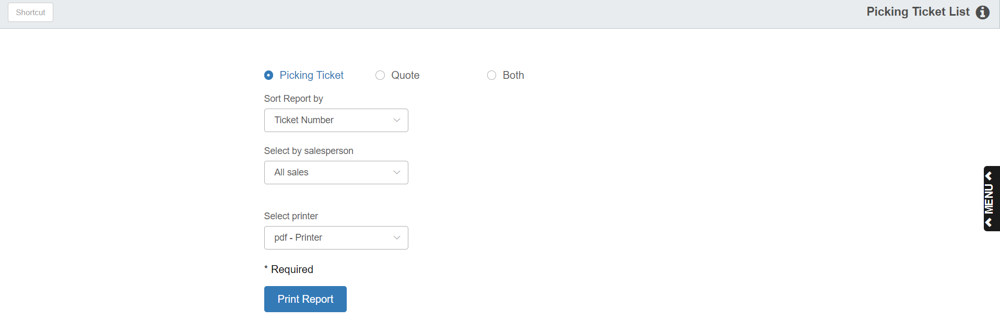 Shortcut
Picking Ticket List
Picking Ticket Quote Both
Sort Report by
Ticket Number
Select by salesperson
All sales
MENU
Select printer
pdf - Printer
* Required
Print Report